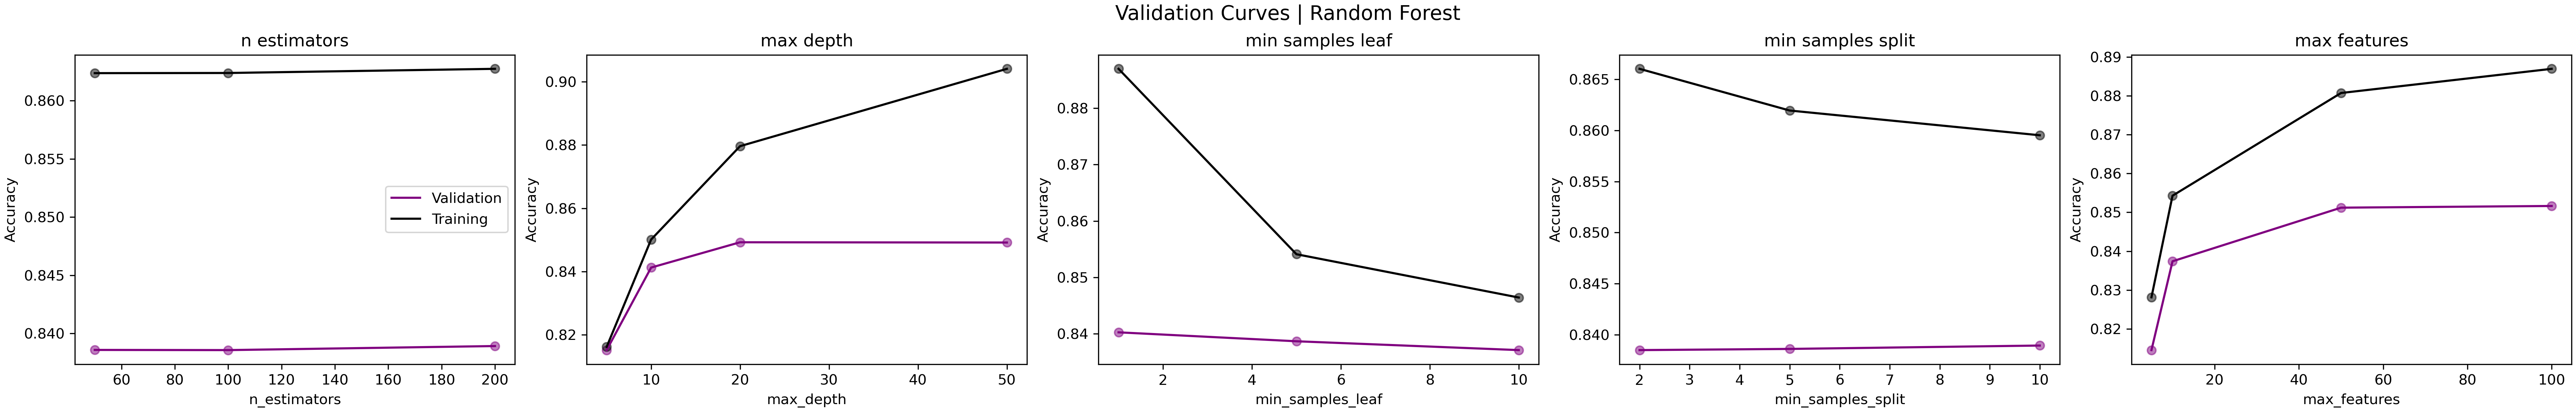 Validation Curves | Random Forest
n estimators
Accuracy
0.860
0.855
0.850
0.845
0.840
Validation
Training
60 80 100 120 140 160 180 200
n_estimators
max depth
Accuracy
0.90
0.88
0.86
0.84
0.82
10 20 30 40 50
max_depth
min samples leaf
Accuracy
0.88
0.87
0.86
0.85
0.84
2 4 6 8 10
min_samples_leaf
min samples split
Accuracy
0.865
0.860
0.855
0.850
0.845
0.840
2 3 4 5 6 7 8 9 10
min_samples_split
max features
Accuracy
0.89
0.88
0.87
0.86
0.85
0.84
0.83
0.82
20 40 60 80 100
max_features